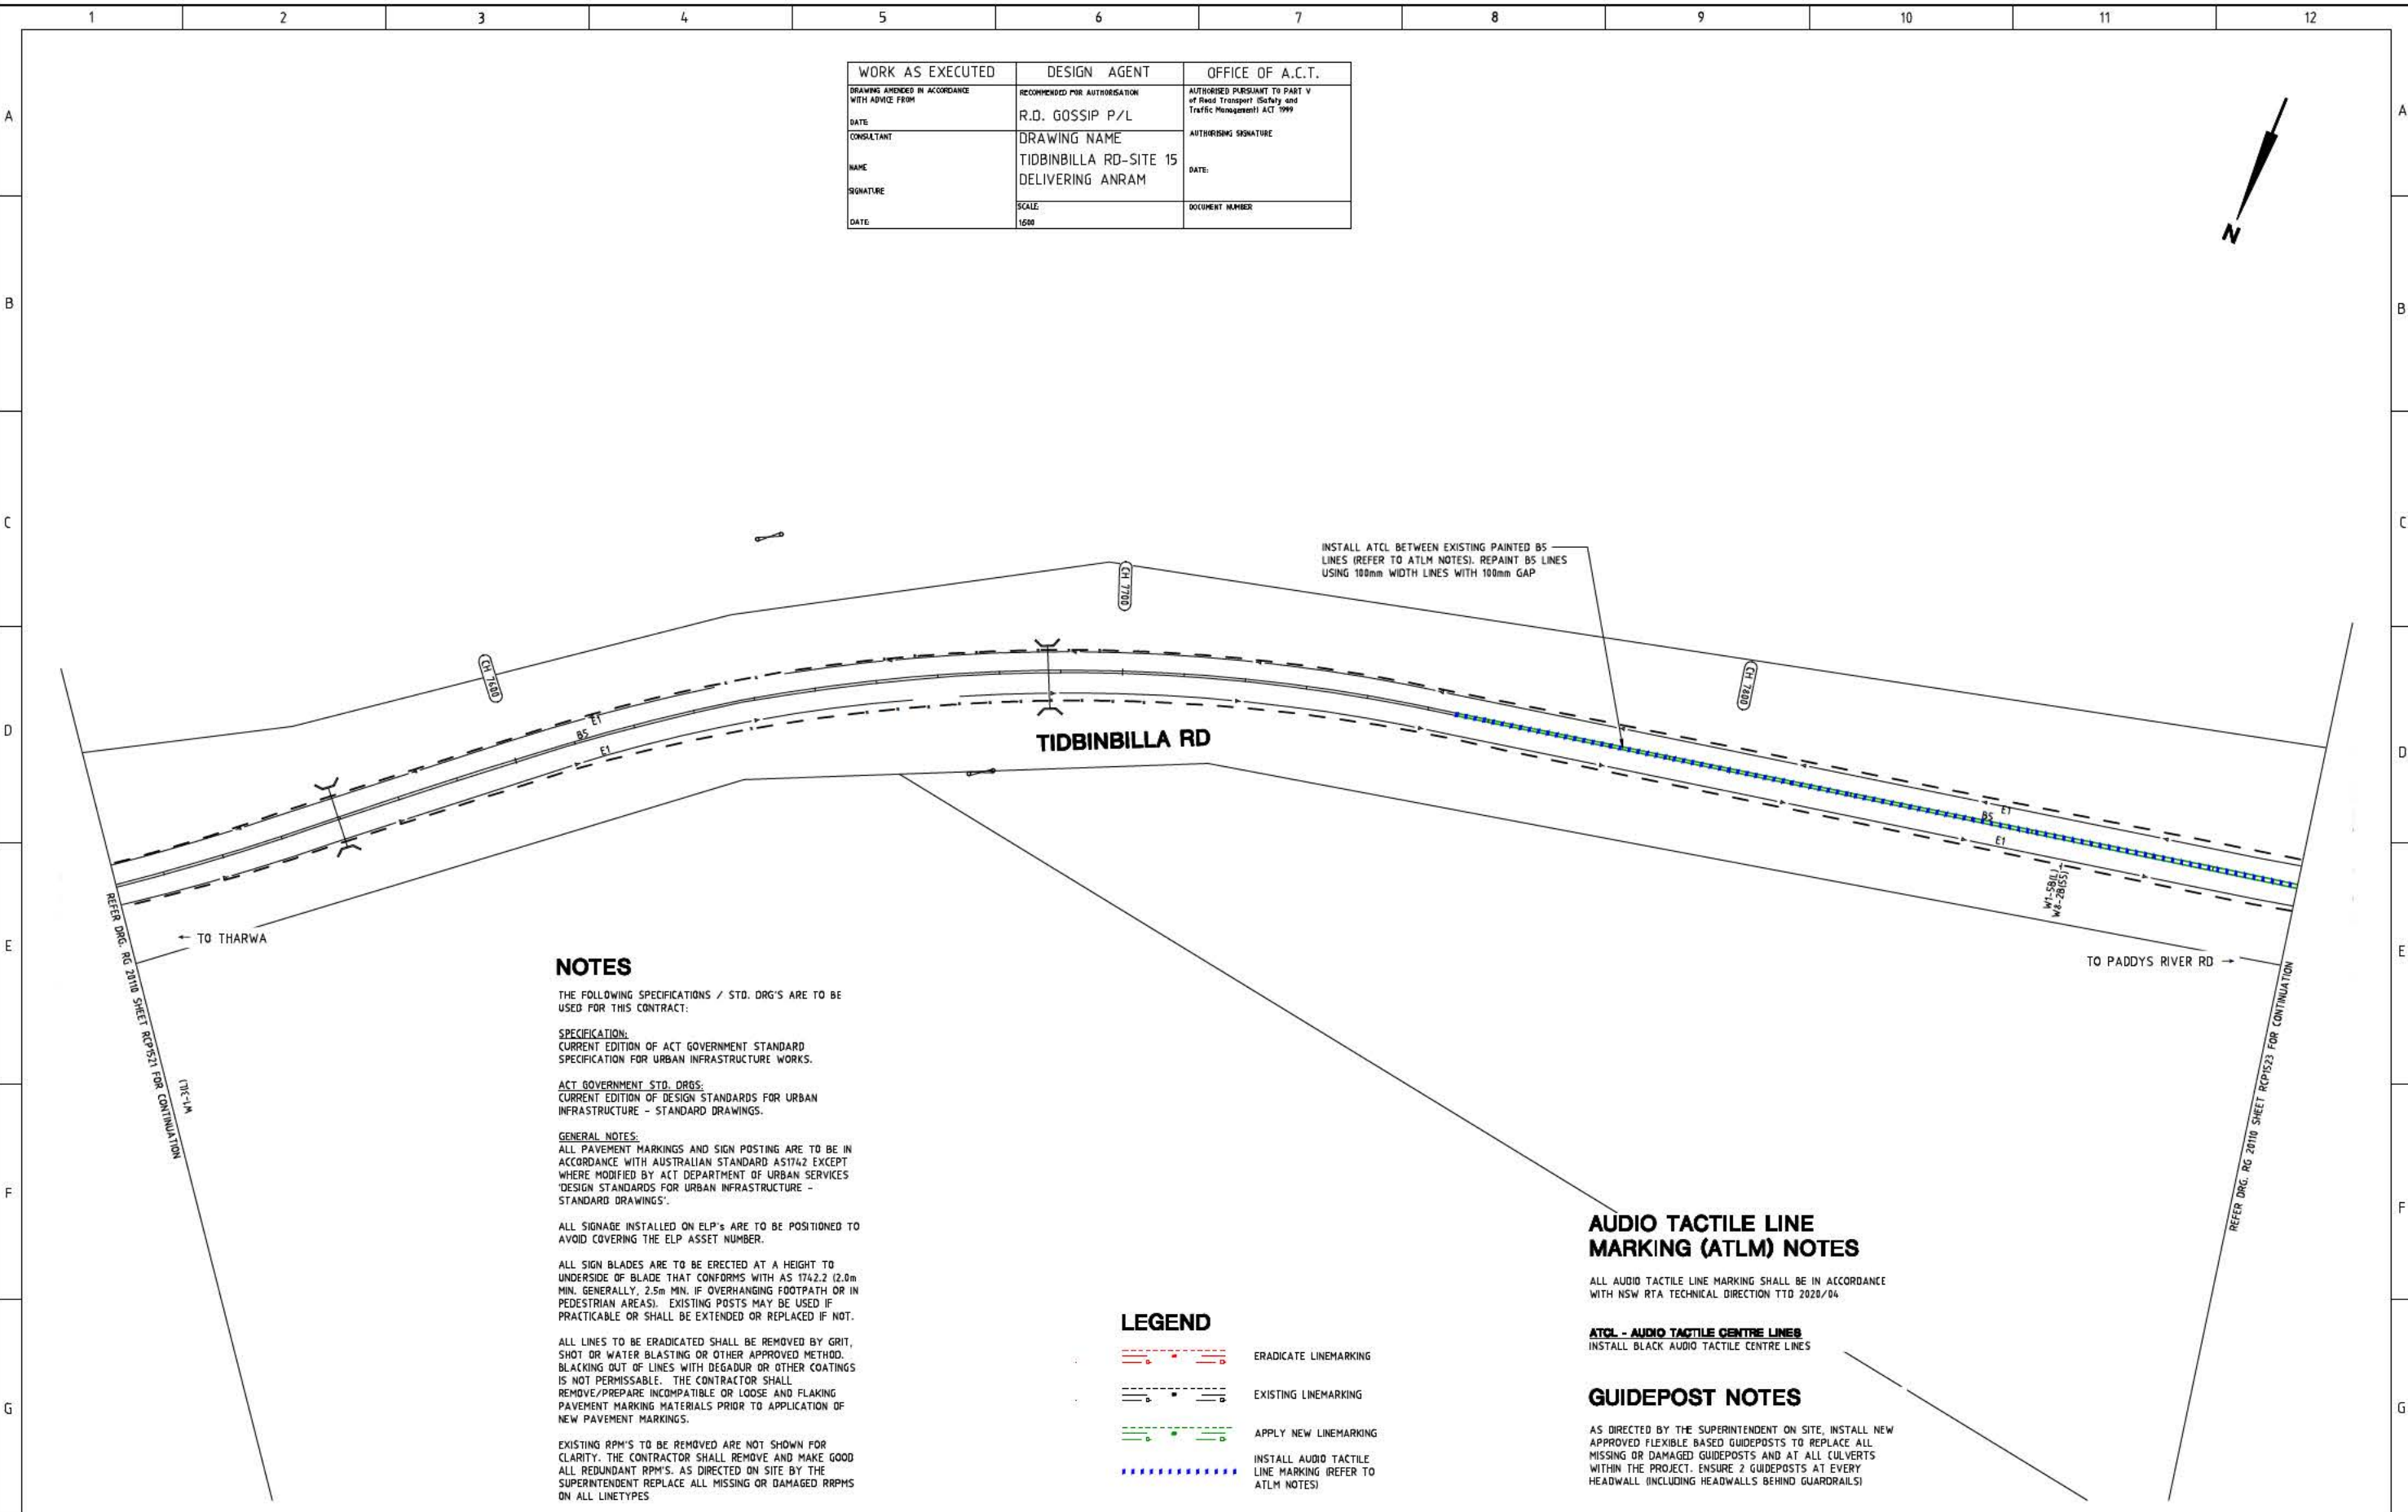 1 2 3 4 5 6 7 8 9 10 11 12
WORK AS EXECUTED
DRAWING AMENDED IN ACCORDANCE
WITH ADVICE FROM
DATE:
CONSULTANT
NAME
SIGNATURE
DATE:
DESIGN AGENT
RECOMMENDED FOR AUTHORISATION
R.D. GOSSIP P/L
DRAWING NAME
TIDBINBILLA RD-SITE 15
DELIVERING ANRAM
SCALE:
1:500
OFFICE OF A.C.T.
AUTHORISED PURSUANT TO PART V
of Road Transport (Safety and
Traffic Management) ACT 1999
AUTHORISING SIGNATURE
DATE:
DOCUMENT NUMBER
A A
N
B B
C C
INSTALL ATCL BETWEEN EXISTING PAINTED B5
LINES (REFER TO ATLM NOTES). REPAINT B5 LINES
USING 100mm WIDTH LINES WITH 100mm GAP
CH 7600
CH 7700
CH 7800
D D
E1
B5
E1
TIDBINBILLA RD
E1
B5
E1
W1-5B(L)
W8-2B(55)
E E
← TO THARWA
TO PADDYS RIVER RD →
REFER DRG. RG 20110 SHEET RCP1521 FOR CONTINUATION
W1-3(L)
REFER DRG. RG 20110 SHEET RCP1523 FOR CONTINUATION
F F
G G
NOTES
THE FOLLOWING SPECIFICATIONS / STD. DRG'S ARE TO BE
USED FOR THIS CONTRACT:
SPECIFICATION:
CURRENT EDITION OF ACT GOVERNMENT STANDARD
SPECIFICATION FOR URBAN INFRASTRUCTURE WORKS.
ACT GOVERNMENT STD. DRGS:
CURRENT EDITION OF DESIGN STANDARDS FOR URBAN
INFRASTRUCTURE - STANDARD DRAWINGS.
GENERAL NOTES:
ALL PAVEMENT MARKINGS AND SIGN POSTING ARE TO BE IN
ACCORDANCE WITH AUSTRALIAN STANDARD AS1742 EXCEPT
WHERE MODIFIED BY ACT DEPARTMENT OF URBAN SERVICES
'DESIGN STANDARDS FOR URBAN INFRASTRUCTURE -
STANDARD DRAWINGS'.
ALL SIGNAGE INSTALLED ON ELP's ARE TO BE POSITIONED TO
AVOID COVERING THE ELP ASSET NUMBER.
ALL SIGN BLADES ARE TO BE ERECTED AT A HEIGHT TO
UNDERSIDE OF BLADE THAT CONFORMS WITH AS 1742.2 (2.0m
MIN. GENERALLY, 2.5m MIN. IF OVERHANGING FOOTPATH OR IN
PEDESTRIAN AREAS). EXISTING POSTS MAY BE USED IF
PRACTICABLE OR SHALL BE EXTENDED OR REPLACED IF NOT.
ALL LINES TO BE ERADICATED SHALL BE REMOVED BY GRIT,
SHOT OR WATER BLASTING OR OTHER APPROVED METHOD.
BLACKING OUT OF LINES WITH DEGADUR OR OTHER COATINGS
IS NOT PERMISSABLE. THE CONTRACTOR SHALL
REMOVE/PREPARE INCOMPATIBLE OR LOOSE AND FLAKING
PAVEMENT MARKING MATERIALS PRIOR TO APPLICATION OF
NEW PAVEMENT MARKINGS.
EXISTING RPM'S TO BE REMOVED ARE NOT SHOWN FOR
CLARITY. THE CONTRACTOR SHALL REMOVE AND MAKE GOOD
ALL REDUNDANT RPM'S. AS DIRECTED ON SITE BY THE
SUPERINTENDENT REPLACE ALL MISSING OR DAMAGED RRPMS
ON ALL LINETYPES
LEGEND
ERADICATE LINEMARKING
EXISTING LINEMARKING
APPLY NEW LINEMARKING
INSTALL AUDIO TACTILE
LINE MARKING (REFER TO
ATLM NOTES)
AUDIO TACTILE LINE
MARKING (ATLM) NOTES
ALL AUDIO TACTILE LINE MARKING SHALL BE IN ACCORDANCE
WITH NSW RTA TECHNICAL DIRECTION TTD 2020/04
ATCL - AUDIO TACTILE CENTRE LINES
INSTALL BLACK AUDIO TACTILE CENTRE LINES
GUIDEPOST NOTES
AS DIRECTED BY THE SUPERINTENDENT ON SITE, INSTALL NEW
APPROVED FLEXIBLE BASED GUIDEPOSTS TO REPLACE ALL
MISSING OR DAMAGED GUIDEPOSTS AND AT ALL CULVERTS
WITHIN THE PROJECT. ENSURE 2 GUIDEPOSTS AT EVERY
HEADWALL (INCLUDING HEADWALLS BEHIND GUARDRAILS)